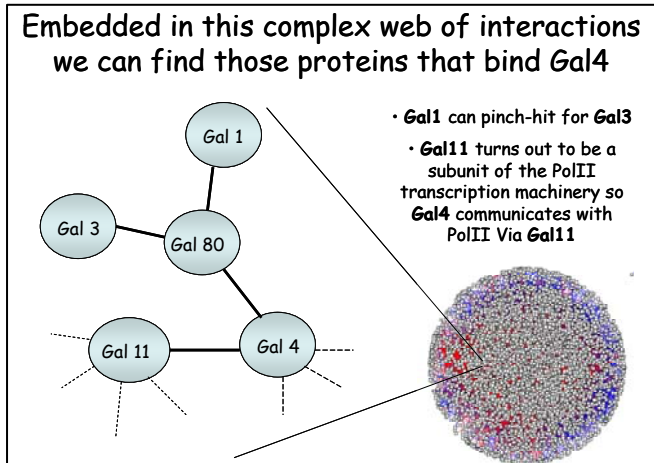 Embedded in this complex web of interactions
we can find those proteins that bind Gal4
Gal 1
Gal 3
Gal 80
Gal 11
Gal 4
• Gal1 can pinch-hit for Gal3
• Gal11 turns out to be a
subunit of the PolII
transcription machinery so
Gal4 communicates with
PolII Via Gal11